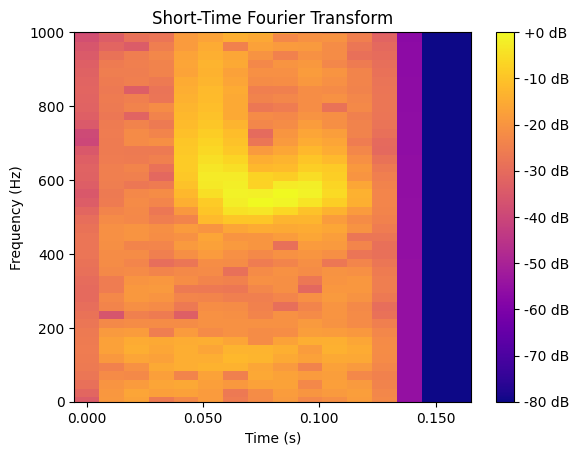 Short-Time Fourier Transform
1000
800
600
400
200
0
Frequency (Hz)
0.000
0.050
0.100
0.150
Time (s)
+0 dB
-10 dB
-20 dB
-30 dB
-40 dB
-50 dB
-60 dB
-70 dB
-80 dB